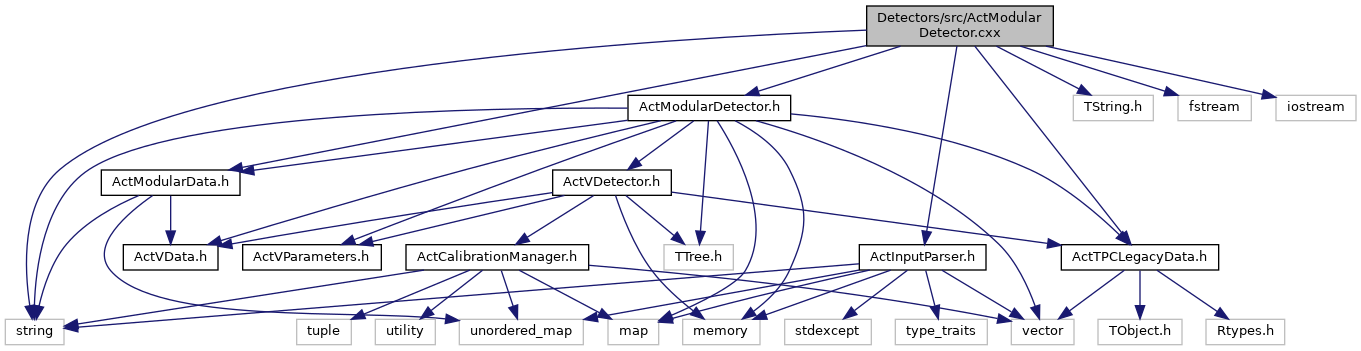 Detectors/src/ActModular
Detector.cxx
ActModularDetector.h
TString.h
fstream
iostream
ActModularData.h
ActVDetector.h
ActVData.h
ActVParameters.h
ActCalibrationManager.h
TTree.h
ActInputParser.h
ActTPCLegacyData.h
string
tuple
utility
unordered_map
map
memory
stdexcept
type_traits
vector
TObject.h
Rtypes.h